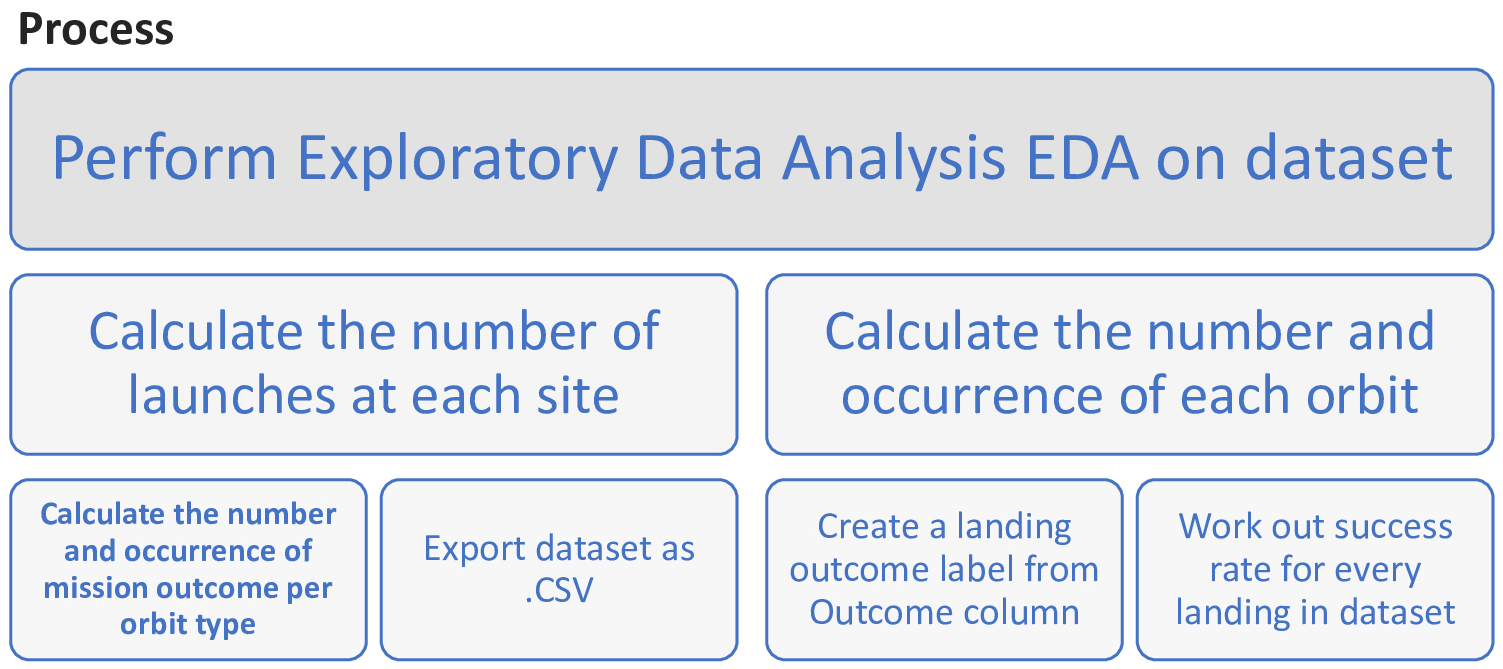 Process
Perform Exploratory Data Analysis EDA on dataset
Calculate the number of
launches at each site
Calculate the number and
occurrence of each orbit
Calculate the number
and occurrence of
mission outcome per
orbit type
Export dataset as
.CSV
Create a landing
outcome label from
Outcome column
Work out success
rate for every
landing in dataset